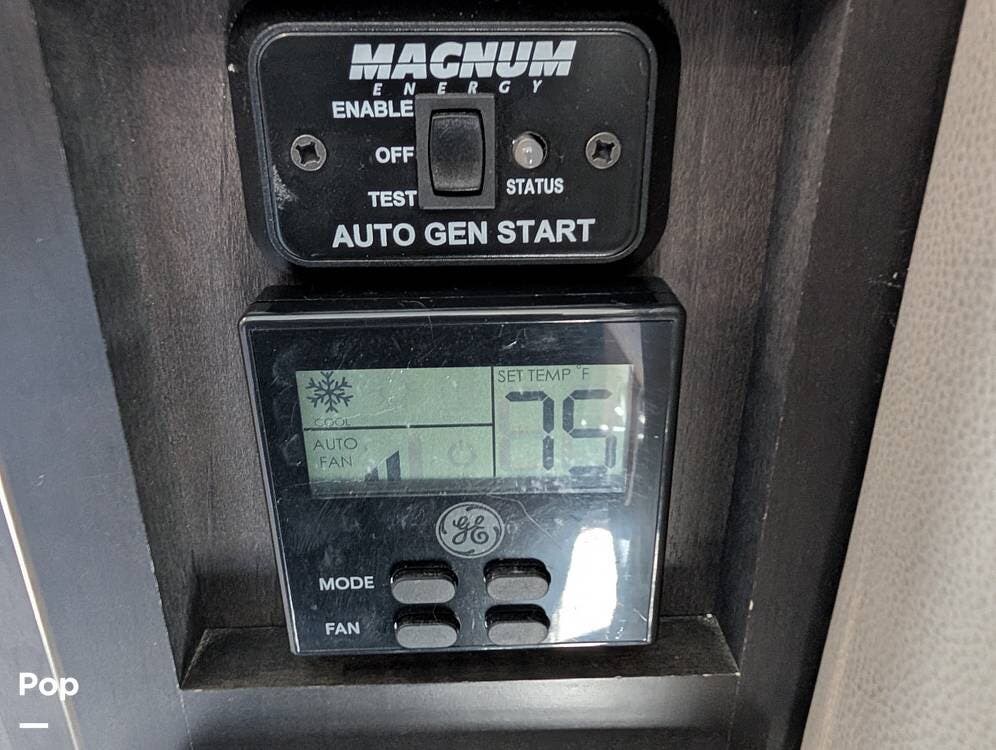 MAGNUM
ENERGY
ENABLE
OFF
TEST
STATUS
AUTO GEN START
COOL
SET TEMP °F
75
AUTO
FAN
GE
MODE
FAN
Pop